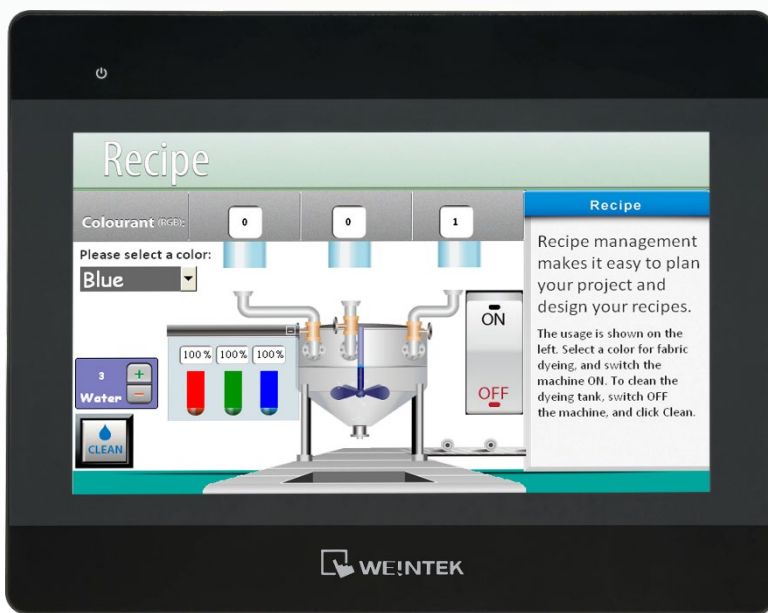 Recipe
Colourant (RGB):
0
0
1
Recipe
Please select a color:
Blue
Recipe management
makes it easy to plan
your project and
design your recipes.
The usage is shown on the
left. Select a color for fabric
dyeing, and switch the
machine ON. To clean the
dyeing tank, switch OFF
the machine, and click Clean.
ON
OFF
100 %
100 %
100 %
3
+
Water
−
CLEAN
WE!NTEK